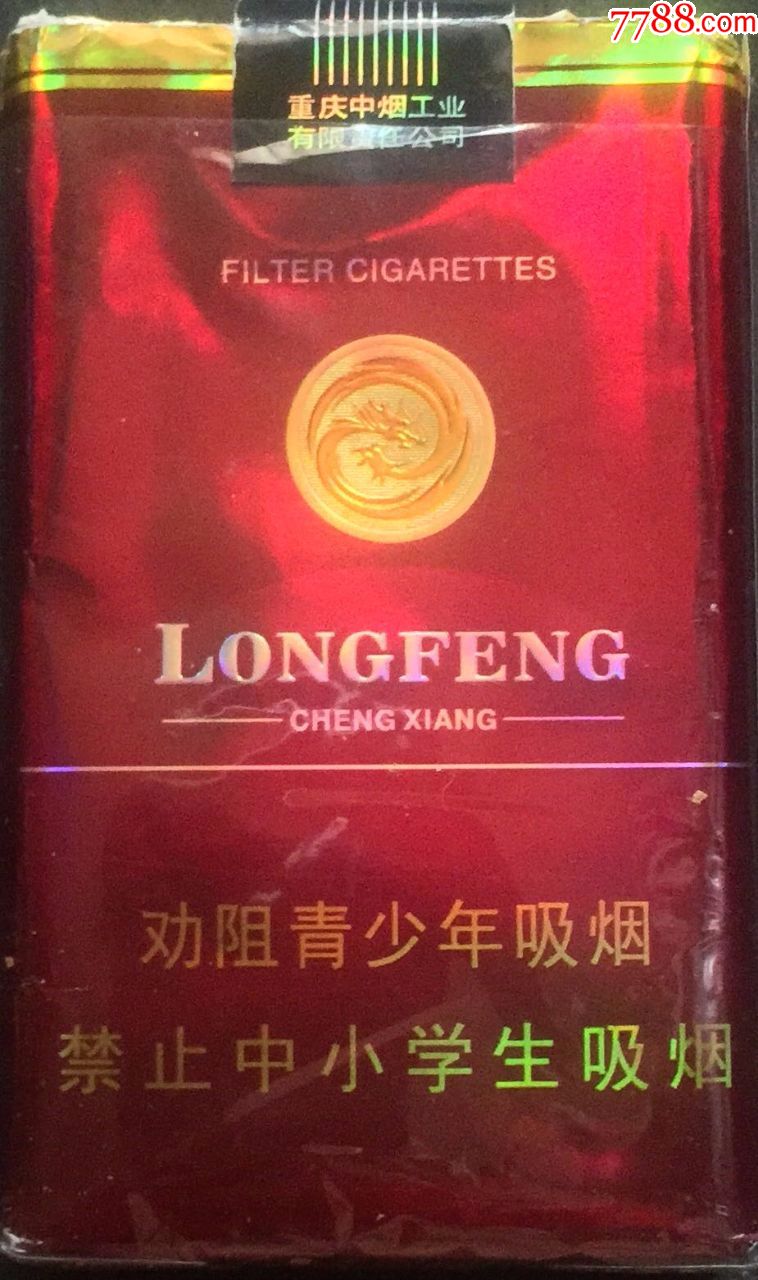 7788.com
重庆中烟工业
有限责任公司
FILTER CIGARETTES
LONGFENG
CHENG XIANG
劝阻青少年吸烟
禁止中小学生吸烟